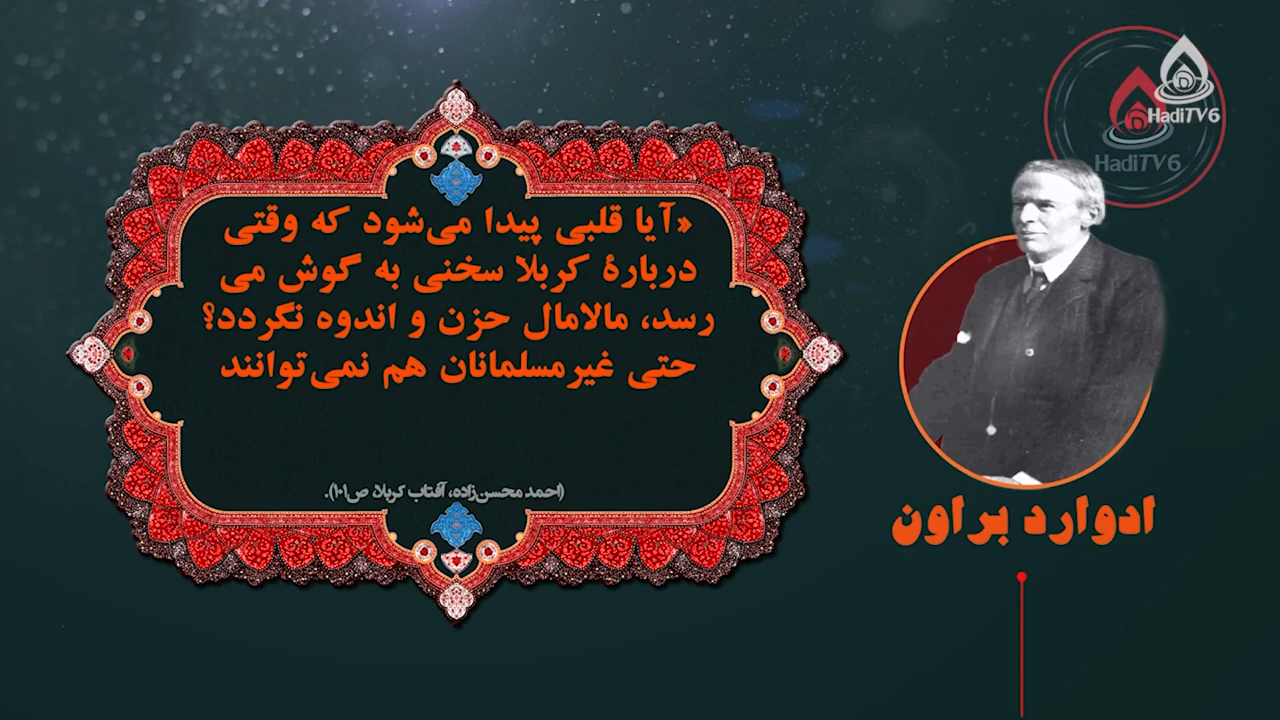 «آیا قلبی پیدا می‌شود که وقتی
دربارهٔ کربلا سخنی به گوش می
رسد، مالامال حزن و اندوه نگردد؟
حتی غیرمسلمانان هم نمی‌توانند
(احمد محسن‌زاده، آفتاب کربلا، ص۱۰۱).
HadiTV6
HadiTV6
ادوارد براون